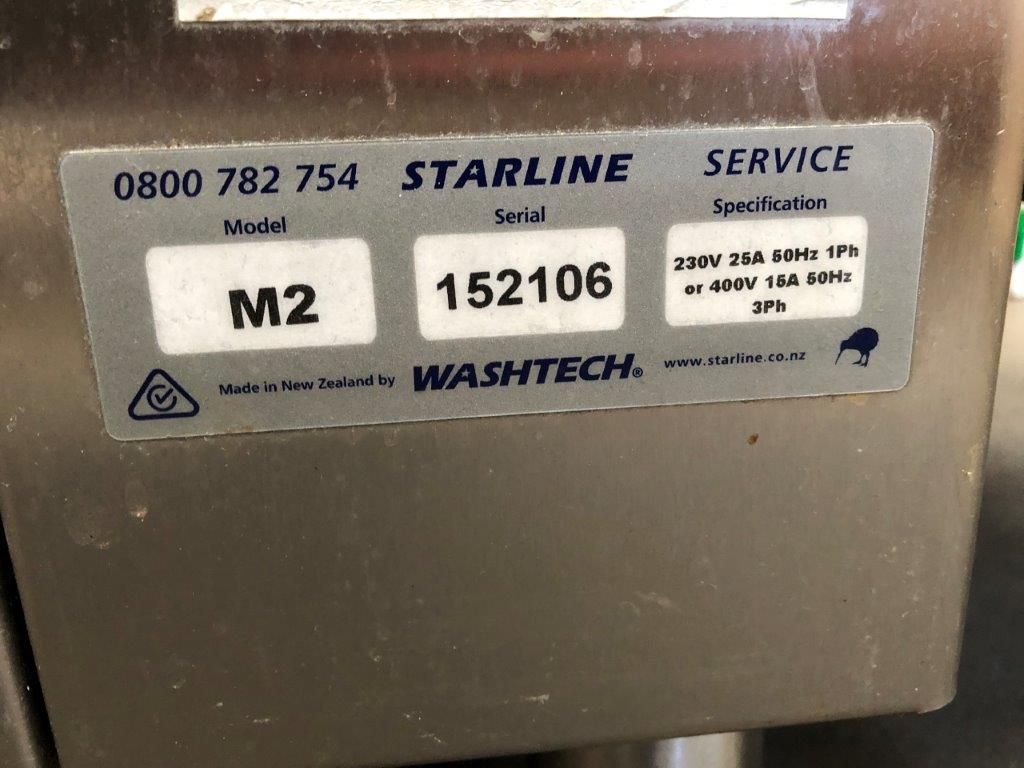 0800 782 754 STARLINE SERVICE
Model Serial Specification
M2 152106 230V 25A 50Hz 1Ph
or 400V 15A 50Hz
3Ph
Made in New Zealand by WASHTECH® www.starline.co.nz